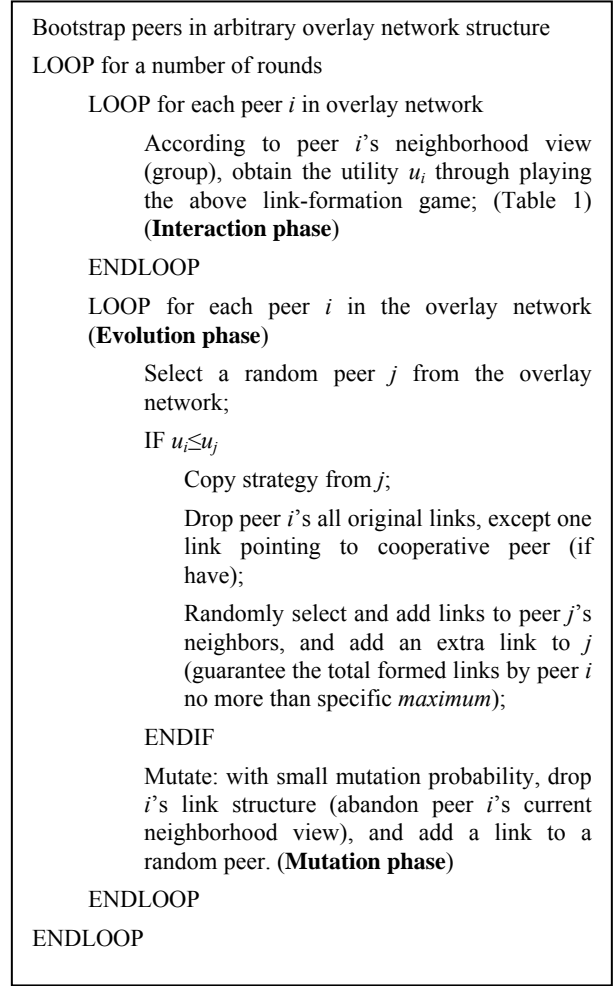 Bootstrap peers in arbitrary overlay network structure
LOOP for a number of rounds
LOOP for each peer i in overlay network
According to peer i's neighborhood view
(group), obtain the utility ui through playing
the above link-formation game; (Table 1)
(Interaction phase)
ENDLOOP
LOOP for each peer i in the overlay network
(Evolution phase)
Select a random peer j from the overlay
network;
IF ui≤uj
Copy strategy from j;
Drop peer i's all original links, except one
link pointing to cooperative peer (if
have);
Randomly select and add links to peer j's
neighbors, and add an extra link to j
(guarantee the total formed links by peer i
no more than specific maximum);
ENDIF
Mutate: with small mutation probability, drop
i's link structure (abandon peer i's current
neighborhood view), and add a link to a
random peer. (Mutation phase)
ENDLOOP
ENDLOOP